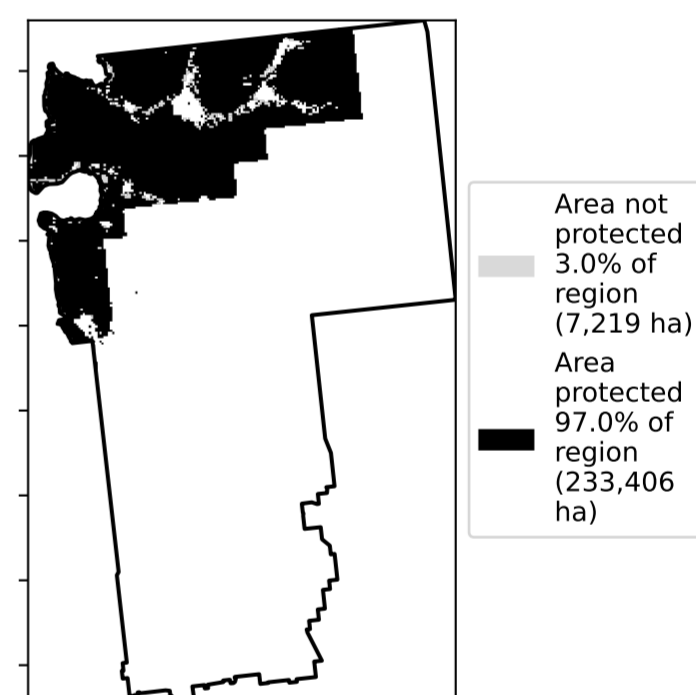 Area not
protected
3.0% of
region
(7,219 ha)
Area
protected
97.0% of
region
(233,406
ha)